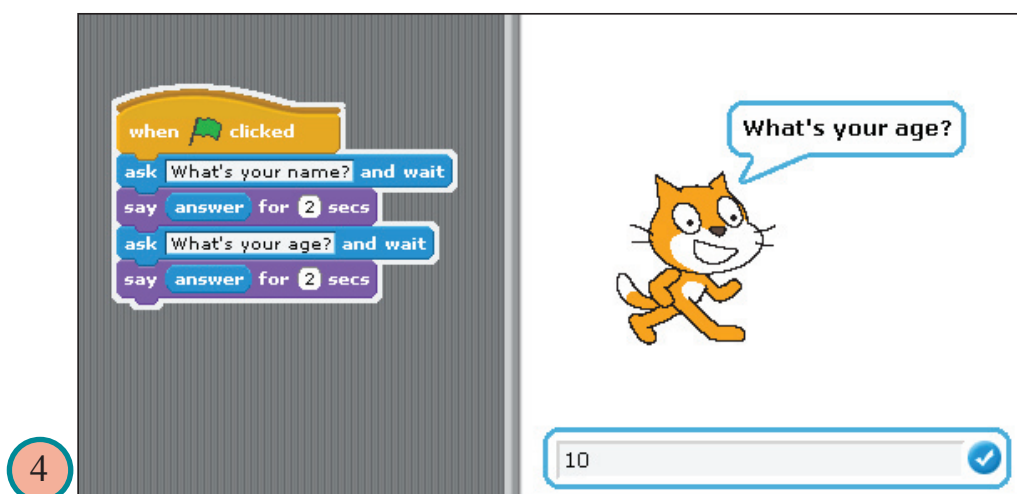 when clicked
ask What's your name? and wait
say answer for 2 secs
ask What's your age? and wait
say answer for 2 secs
What's your age?
10
4